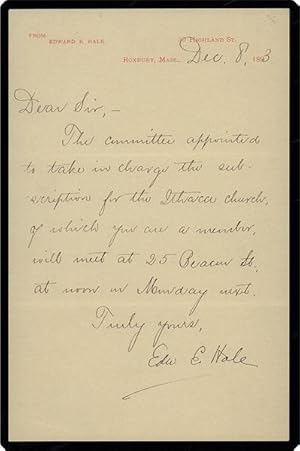 FROM
EDWARD E. HALE.
39 HIGHLAND ST.
ROXBURY, MASS., Dec. 8, 1893
Dear Sir,—
The committee appointed
to take in charge the sub-
scription for the Ithaca church,
of which you are a member,
will meet at 25 Beacon St.
at noon on Monday next.
Truly yours,
Edw E. Hale